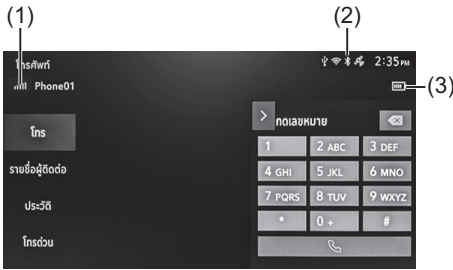 (1) (2)
โทรศัพท์ 2:35 PM
Phone01 (3)
กดเลขหมาย
โทร 1 2 ABC 3 DEF
รายชื่อผู้ติดต่อ 4 GHI 5 JKL 6 MNO
ประวัติ 7 PQRS 8 TUV 9 WXYZ
* 0 + #
โทรด่วน